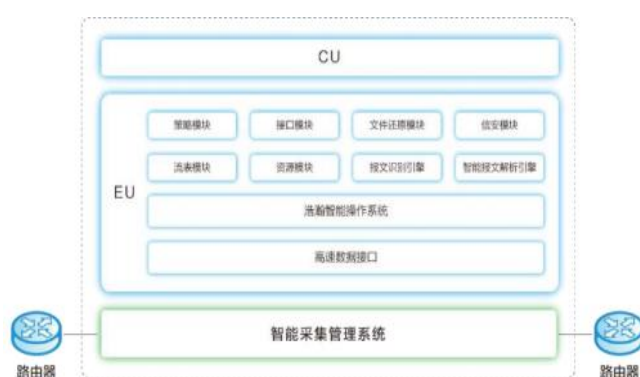 CU
策略模块 接口模块 文件还原模块 信安模块
EU
流表模块 资源模块 报文识别引擎 智能报文解析引擎
浩瀚智能操作系统
高速数据接口
智能采集管理系统
路由器 路由器